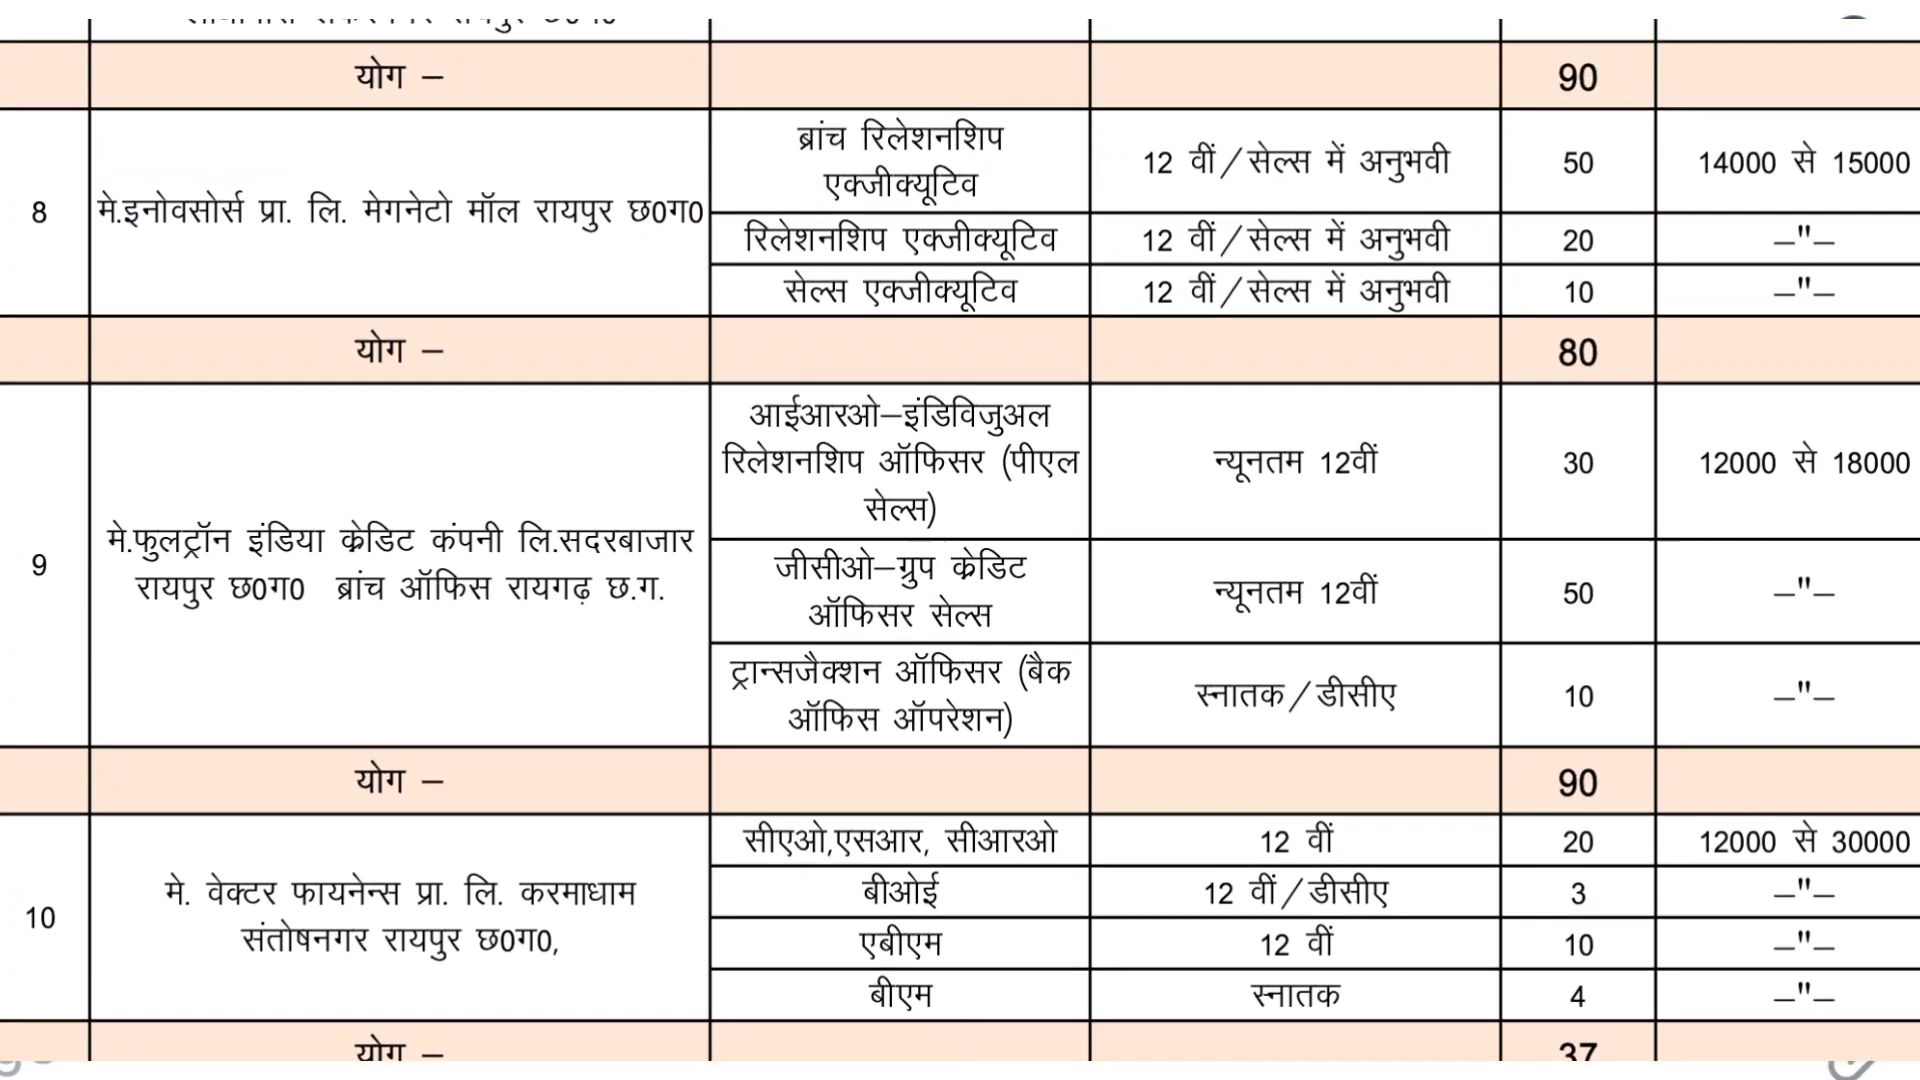 योग – 90
8 मे.इनोवसोर्स प्रा. लि. मेगनेटो मॉल रायपुर छ0ग0
ब्रांच रिलेशनशिप
एक्जीक्यूटिव
12 वीं/सेल्स में अनुभवी 50 14000 से 15000
रिलेशनशिप एक्जीक्यूटिव 12 वीं/सेल्स में अनुभवी 20 –"–
सेल्स एक्जीक्यूटिव 12 वीं/सेल्स में अनुभवी 10 –"–
योग – 80
9 मे.फुलट्रॉन इंडिया क्रेडिट कंपनी लि.सदरबाजार
रायपुर छ0ग0 ब्रांच ऑफिस रायगढ़ छ.ग.
आईआरओ–इंडिविजुअल
रिलेशनशिप ऑफिसर (पीएल
सेल्स)
न्यूनतम 12वीं 30 12000 से 18000
जीसीओ–ग्रुप क्रेडिट
ऑफिसर सेल्स
न्यूनतम 12वीं 50 –"–
ट्रान्सजैक्शन ऑफिसर (बैक
ऑफिस ऑपरेशन)
स्नातक/डीसीए 10 –"–
योग – 90
10 मे. वेक्टर फायनेन्स प्रा. लि. करमाधाम
संतोषनगर रायपुर छ0ग0,
सीएओ,एसआर, सीआरओ 12 वीं 20 12000 से 30000
बीओई 12 वीं/डीसीए 3 –"–
एबीएम 12 वीं 10 –"–
बीएम स्नातक 4 –"–
योग – 37